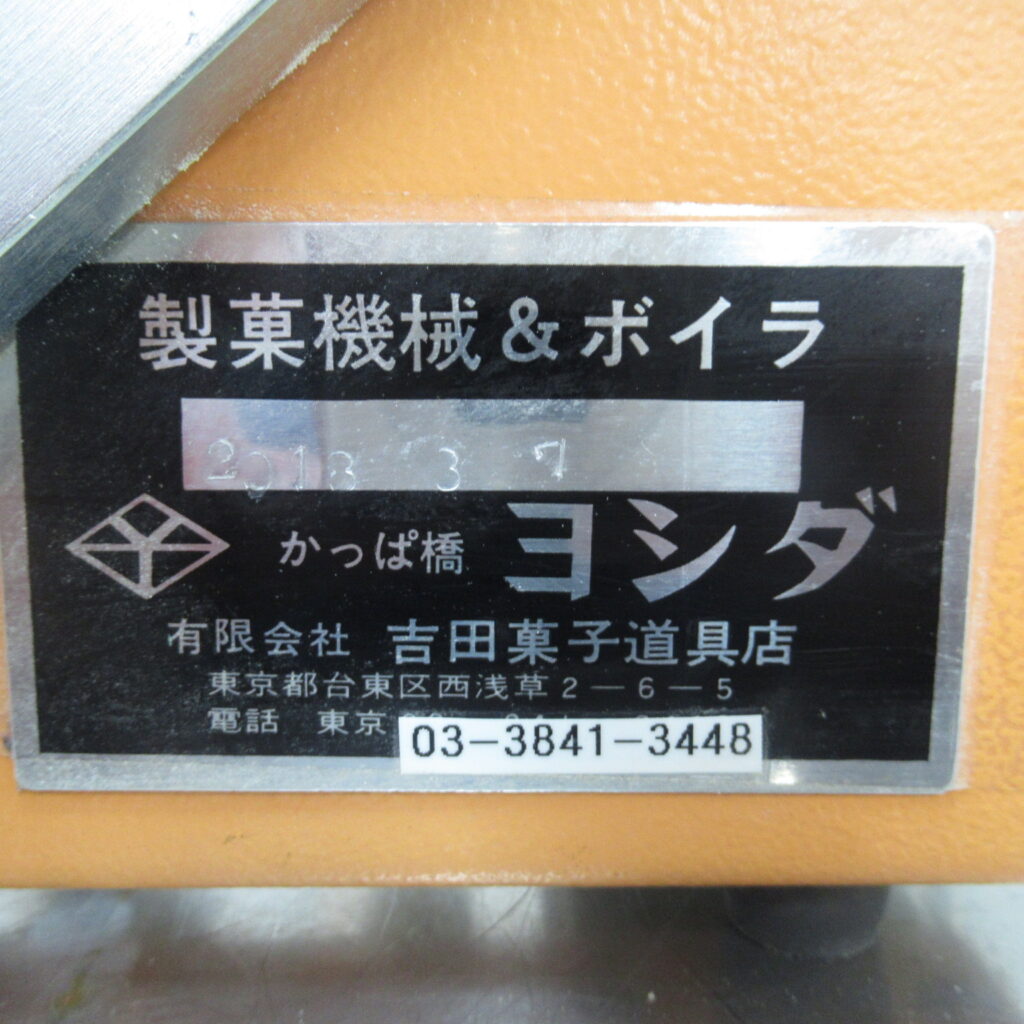 製菓機械&ボイラ
2013 3 7
かっぱ橋 ヨシダ
有限会社 吉田菓子道具店
東京都台東区西浅草2－6－5
電話 東京
03-3841-3448